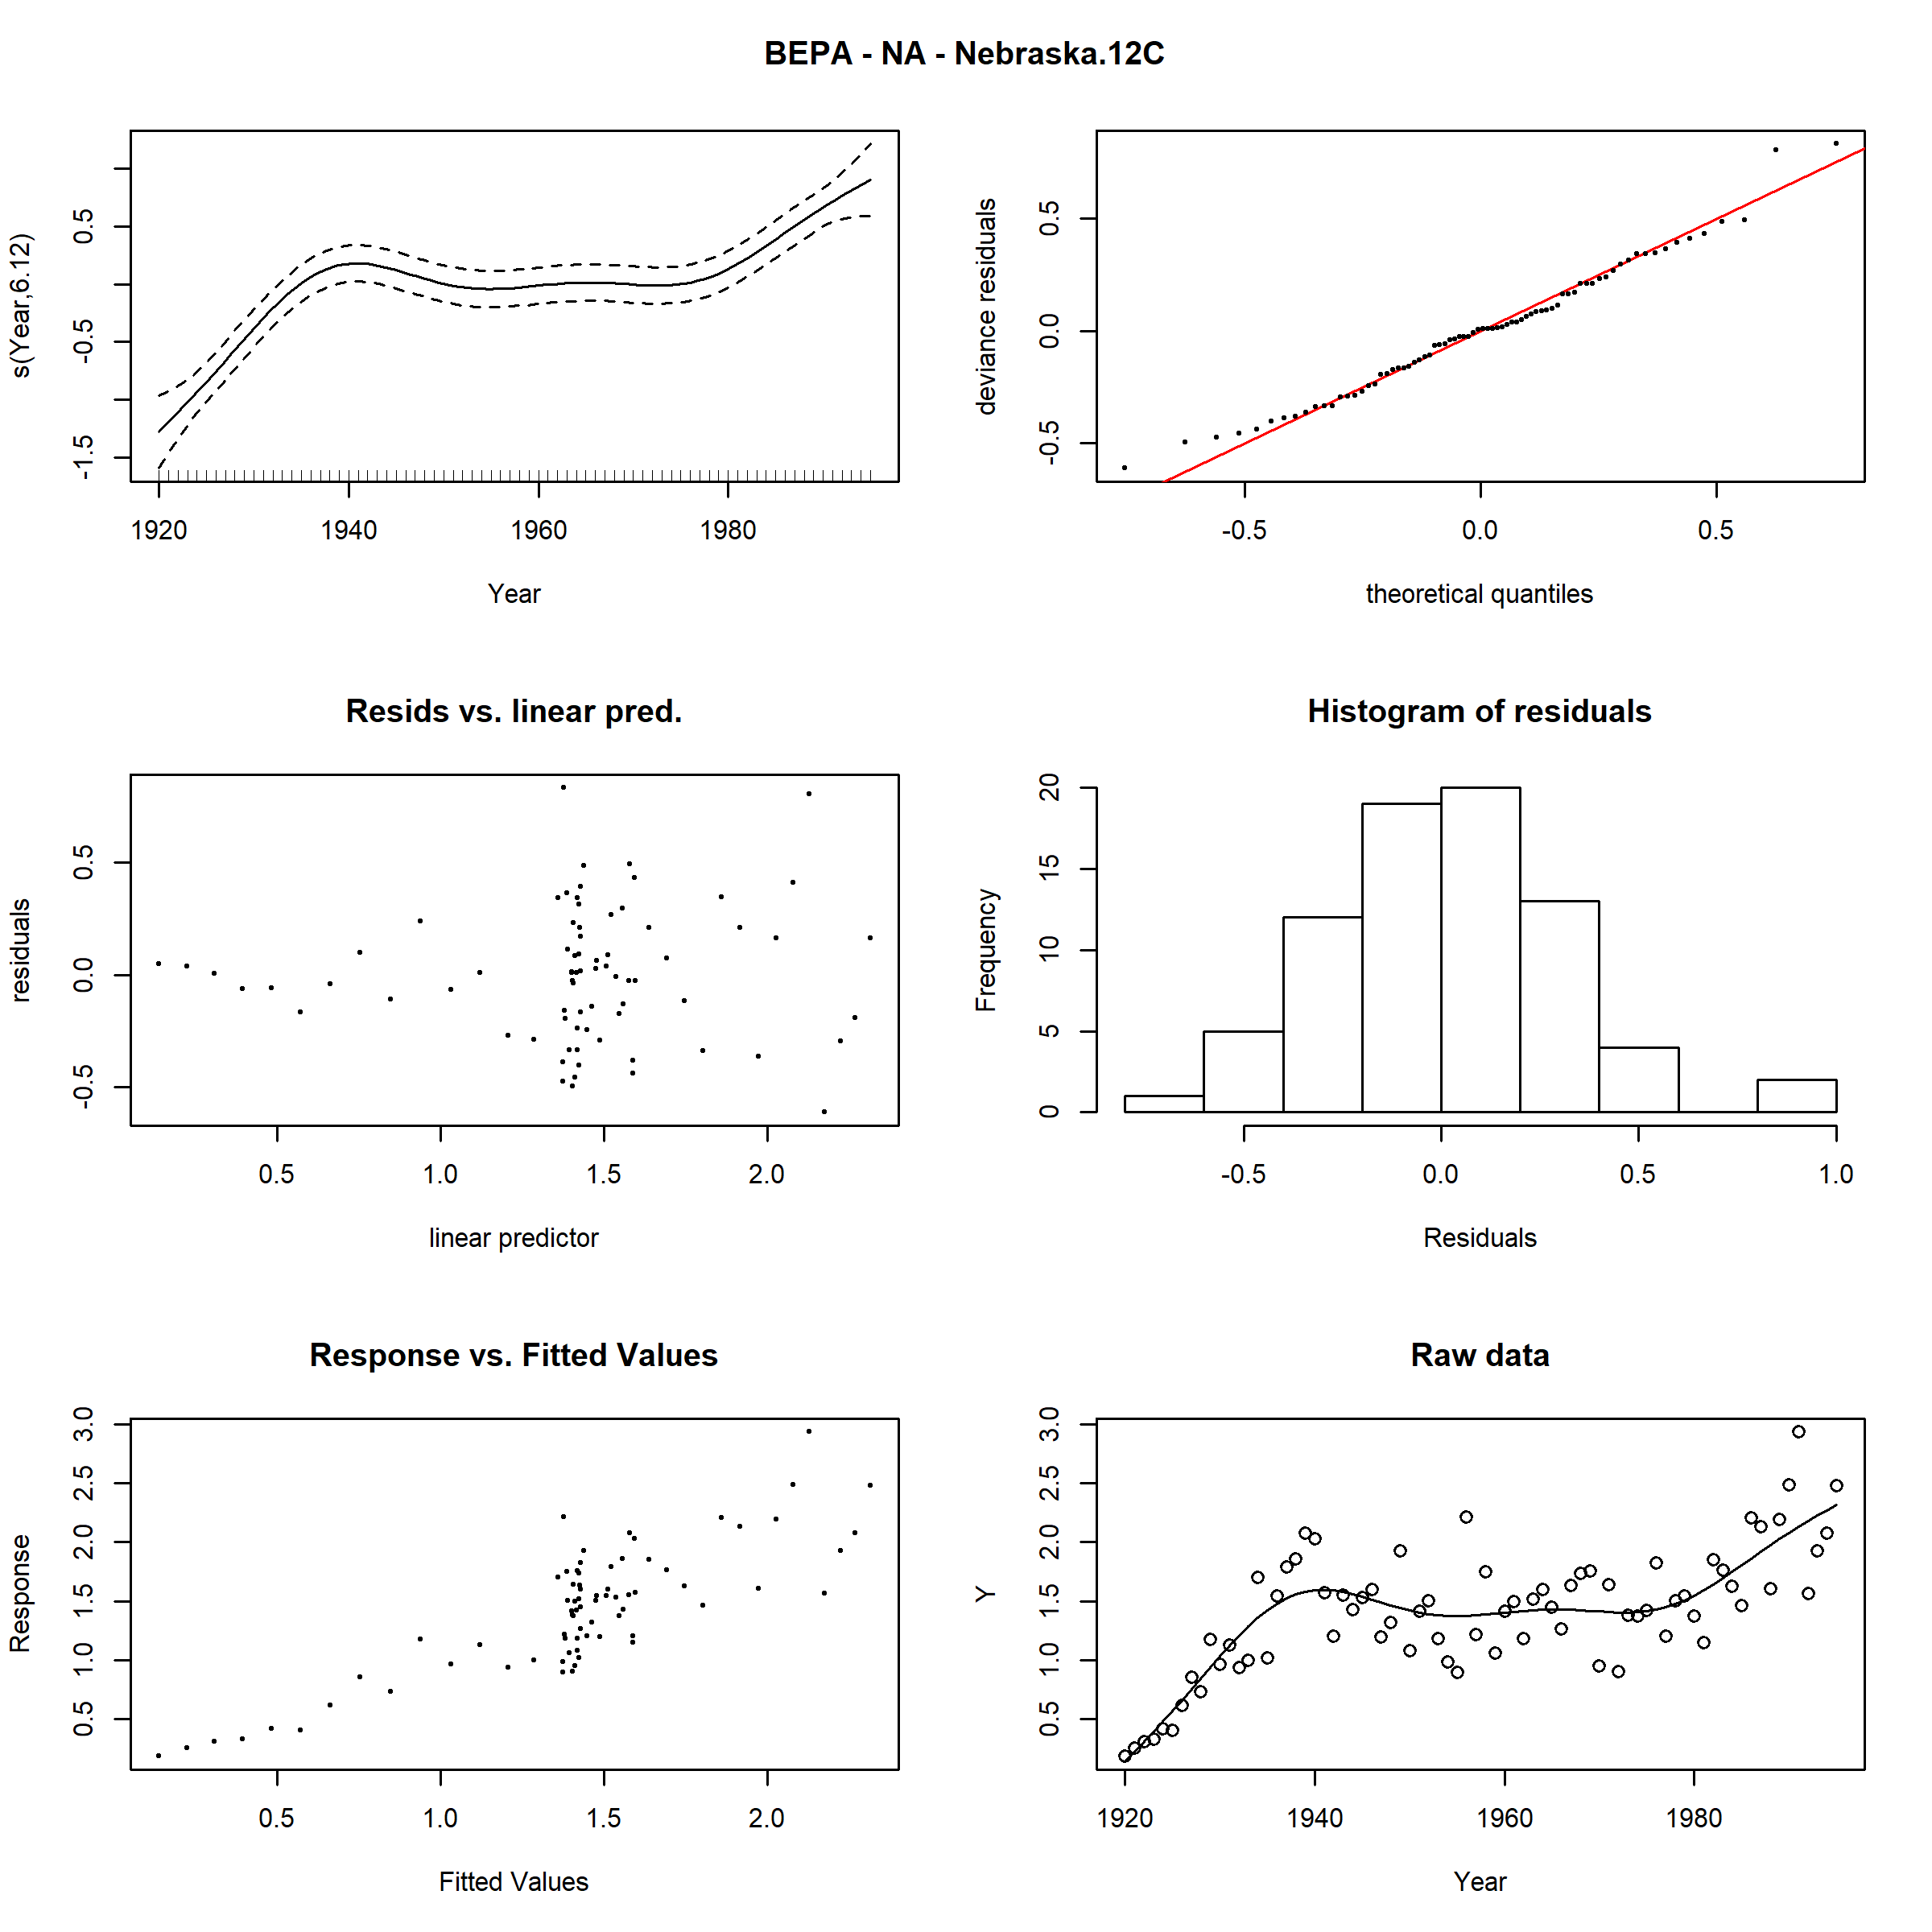 BEPA - NA - Nebraska.12C
s(Year,6.12)
0.5
-0.5
-1.5
1920 1940 1960 1980
Year
deviance residuals
0.5
0.0
-0.5
-0.5 0.0 0.5
theoretical quantiles
Resids vs. linear pred.
residuals
0.5
0.0
-0.5
0.5 1.0 1.5 2.0
linear predictor
Histogram of residuals
Frequency
20
15
10
5
0
-0.5 0.0 0.5 1.0
Residuals
Response vs. Fitted Values
Response
3.0
2.5
2.0
1.5
1.0
0.5
0.5 1.0 1.5 2.0
Fitted Values
Raw data
Y
3.0
2.5
2.0
1.5
1.0
0.5
1920 1940 1960 1980
Year